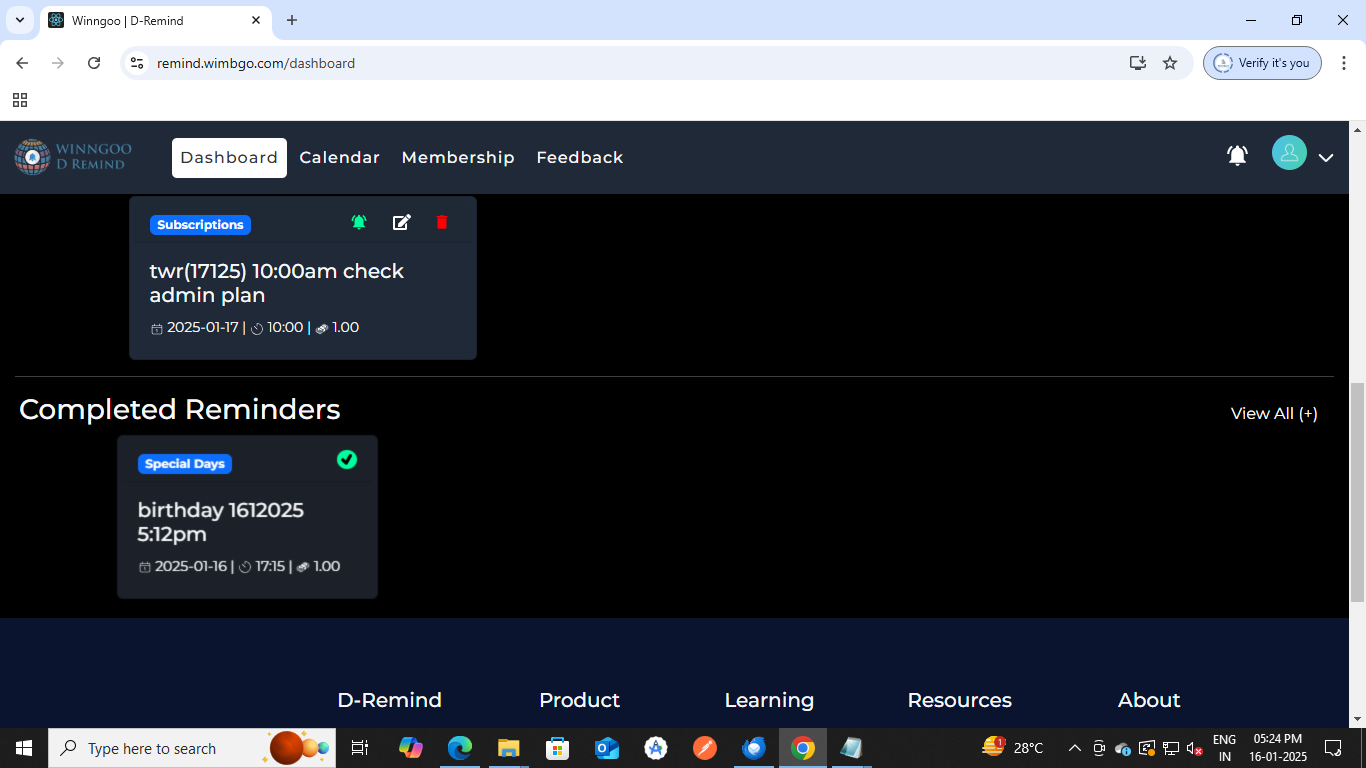 Winngoo | D-Remind
remind.wimbgo.com/dashboard
Verify it's you
WINNGOO
D REMIND
Dashboard
Calendar
Membership
Feedback
Subscriptions
twr(17125) 10:00am check
admin plan
2025-01-17 | 10:00 | 1.00
Completed Reminders
View All (+)
Special Days
birthday 1612025
5:12pm
2025-01-16 | 17:15 | 1.00
D-Remind
Product
Learning
Resources
About
Type here to search
1
28°C
ENG
IN
05:24 PM
16-01-2025